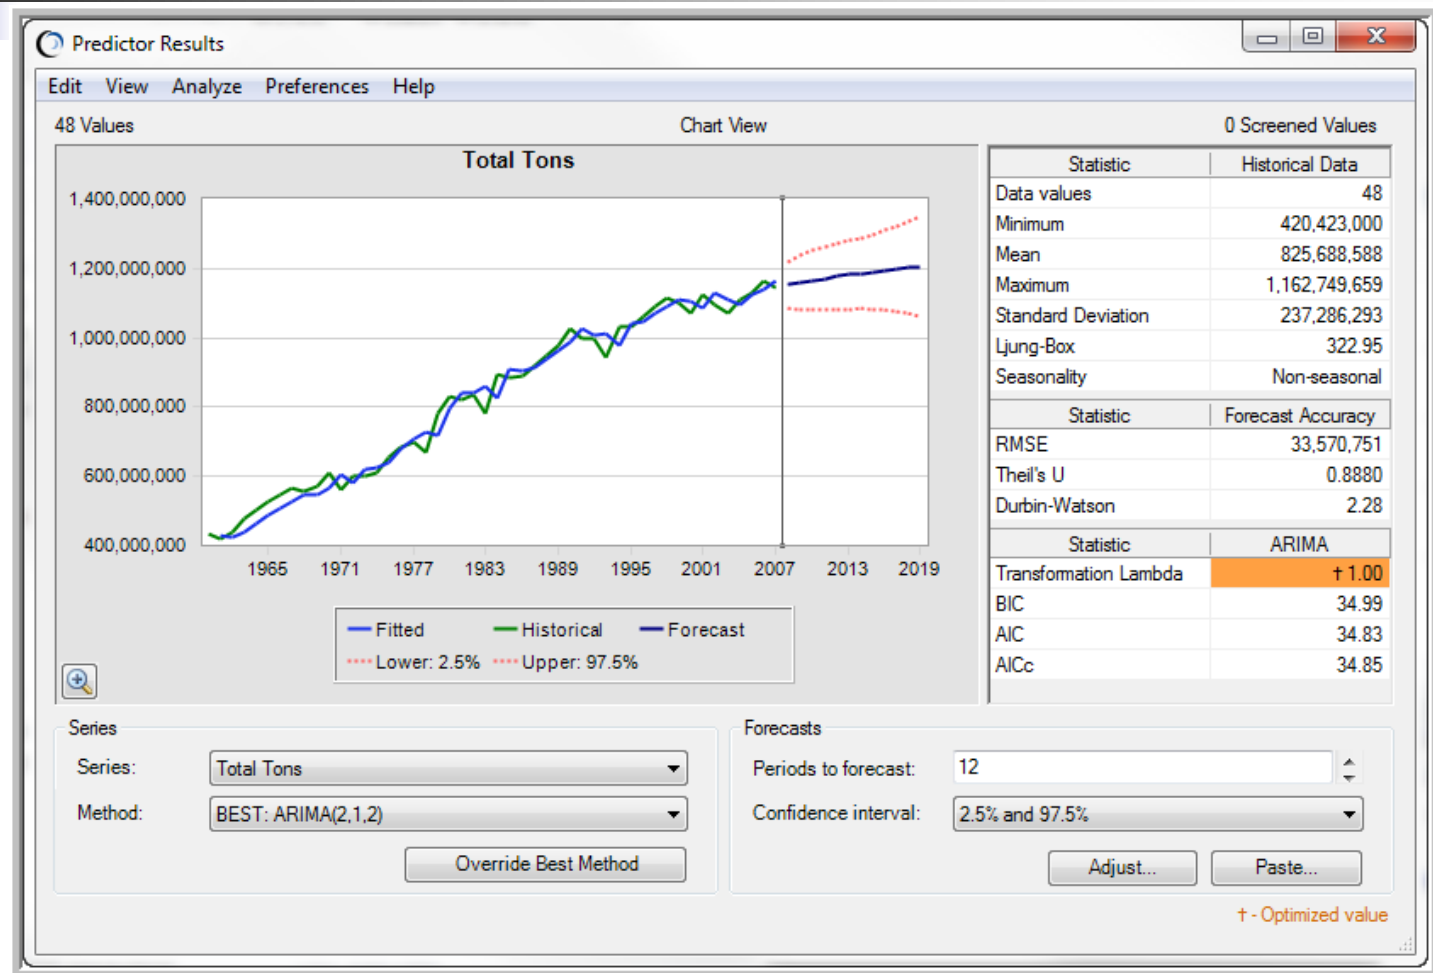 Predictor Results
Edit View Analyze Preferences Help
48 Values Chart View 0 Screened Values
Total Tons
1,400,000,000
1,200,000,000
1,000,000,000
800,000,000
600,000,000
400,000,000
1965 1971 1977 1983 1989 1995 2001 2007 2013 2019
Fitted Historical Forecast
Lower: 2.5% Upper: 97.5%
Statistic Historical Data
Data values 48
Minimum 420,423,000
Mean 825,688,588
Maximum 1,162,749,659
Standard Deviation 237,286,293
Ljung-Box 322.95
Seasonality Non-seasonal
Statistic Forecast Accuracy
RMSE 33,570,751
Theil's U 0.8880
Durbin-Watson 2.28
Statistic ARIMA
Transformation Lambda † 1.00
BIC 34.99
AIC 34.83
AICc 34.85
Series
Series: Total Tons
Method: BEST: ARIMA(2,1,2)
Override Best Method
Forecasts
Periods to forecast: 12
Confidence interval: 2.5% and 97.5%
Adjust... Paste...
† - Optimized value